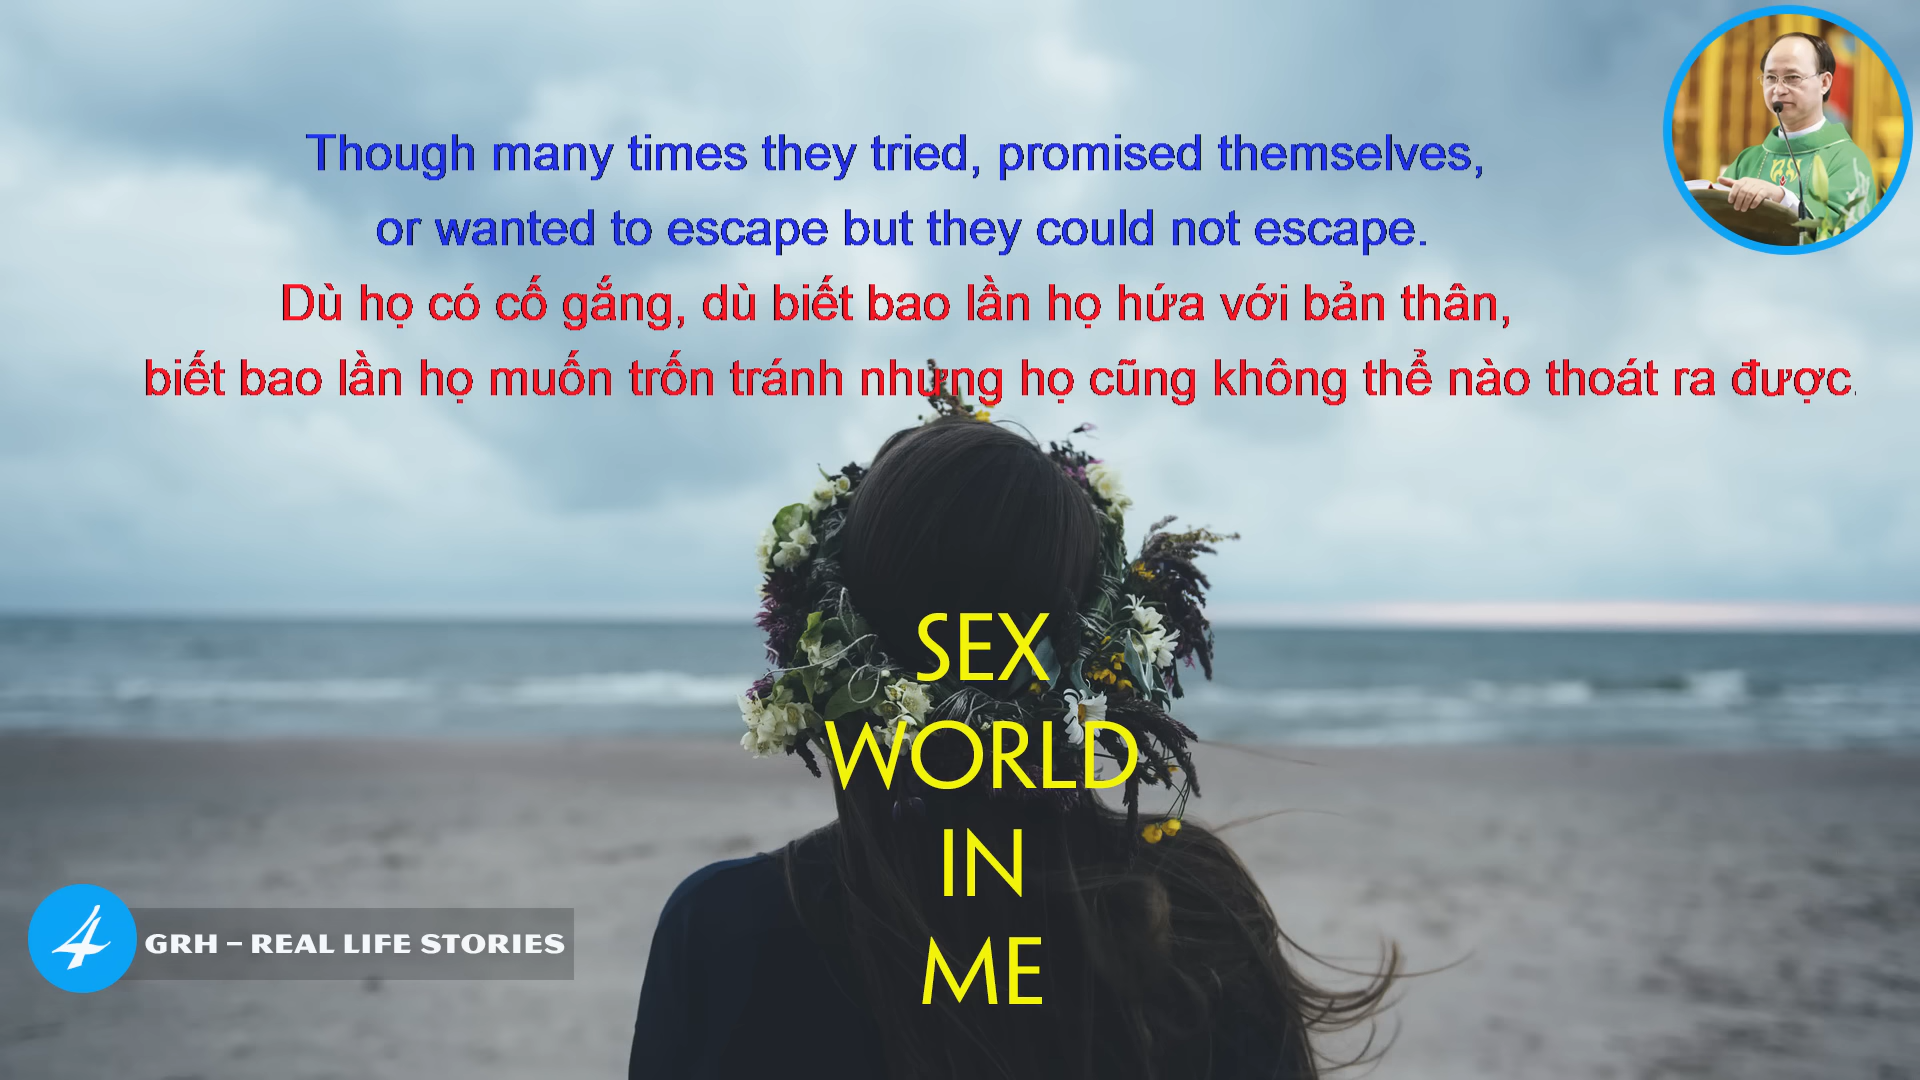 Though many times they tried, promised themselves,
or wanted to escape but they could not escape.
Dù họ có cố gắng, dù biết bao lần họ hứa với bản thân,
biết bao lần họ muốn trốn tránh nhưng họ cũng không thể nào thoát ra được.
SEX
WORLD
IN
ME
4 GRH – REAL LIFE STORIES